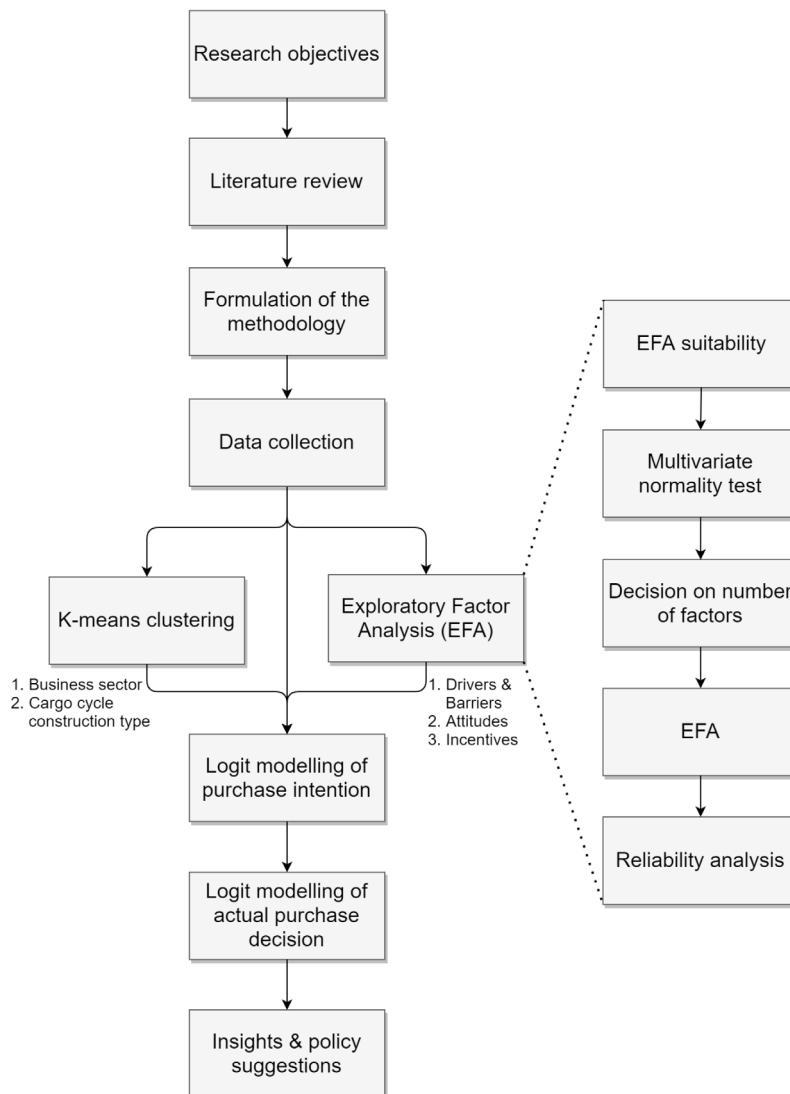 Research objectives
Literature review
Formulation of the
methodology
Data collection
K-means clustering
1. Business sector
2. Cargo cycle
construction type
Exploratory Factor
Analysis (EFA)
1. Drivers &
Barriers
2. Attitudes
3. Incentives
Logit modelling of
purchase intention
Logit modelling of
actual purchase
decision
Insights & policy
suggestions
EFA suitability
Multivariate
normality test
Decision on number
of factors
EFA
Reliability analysis